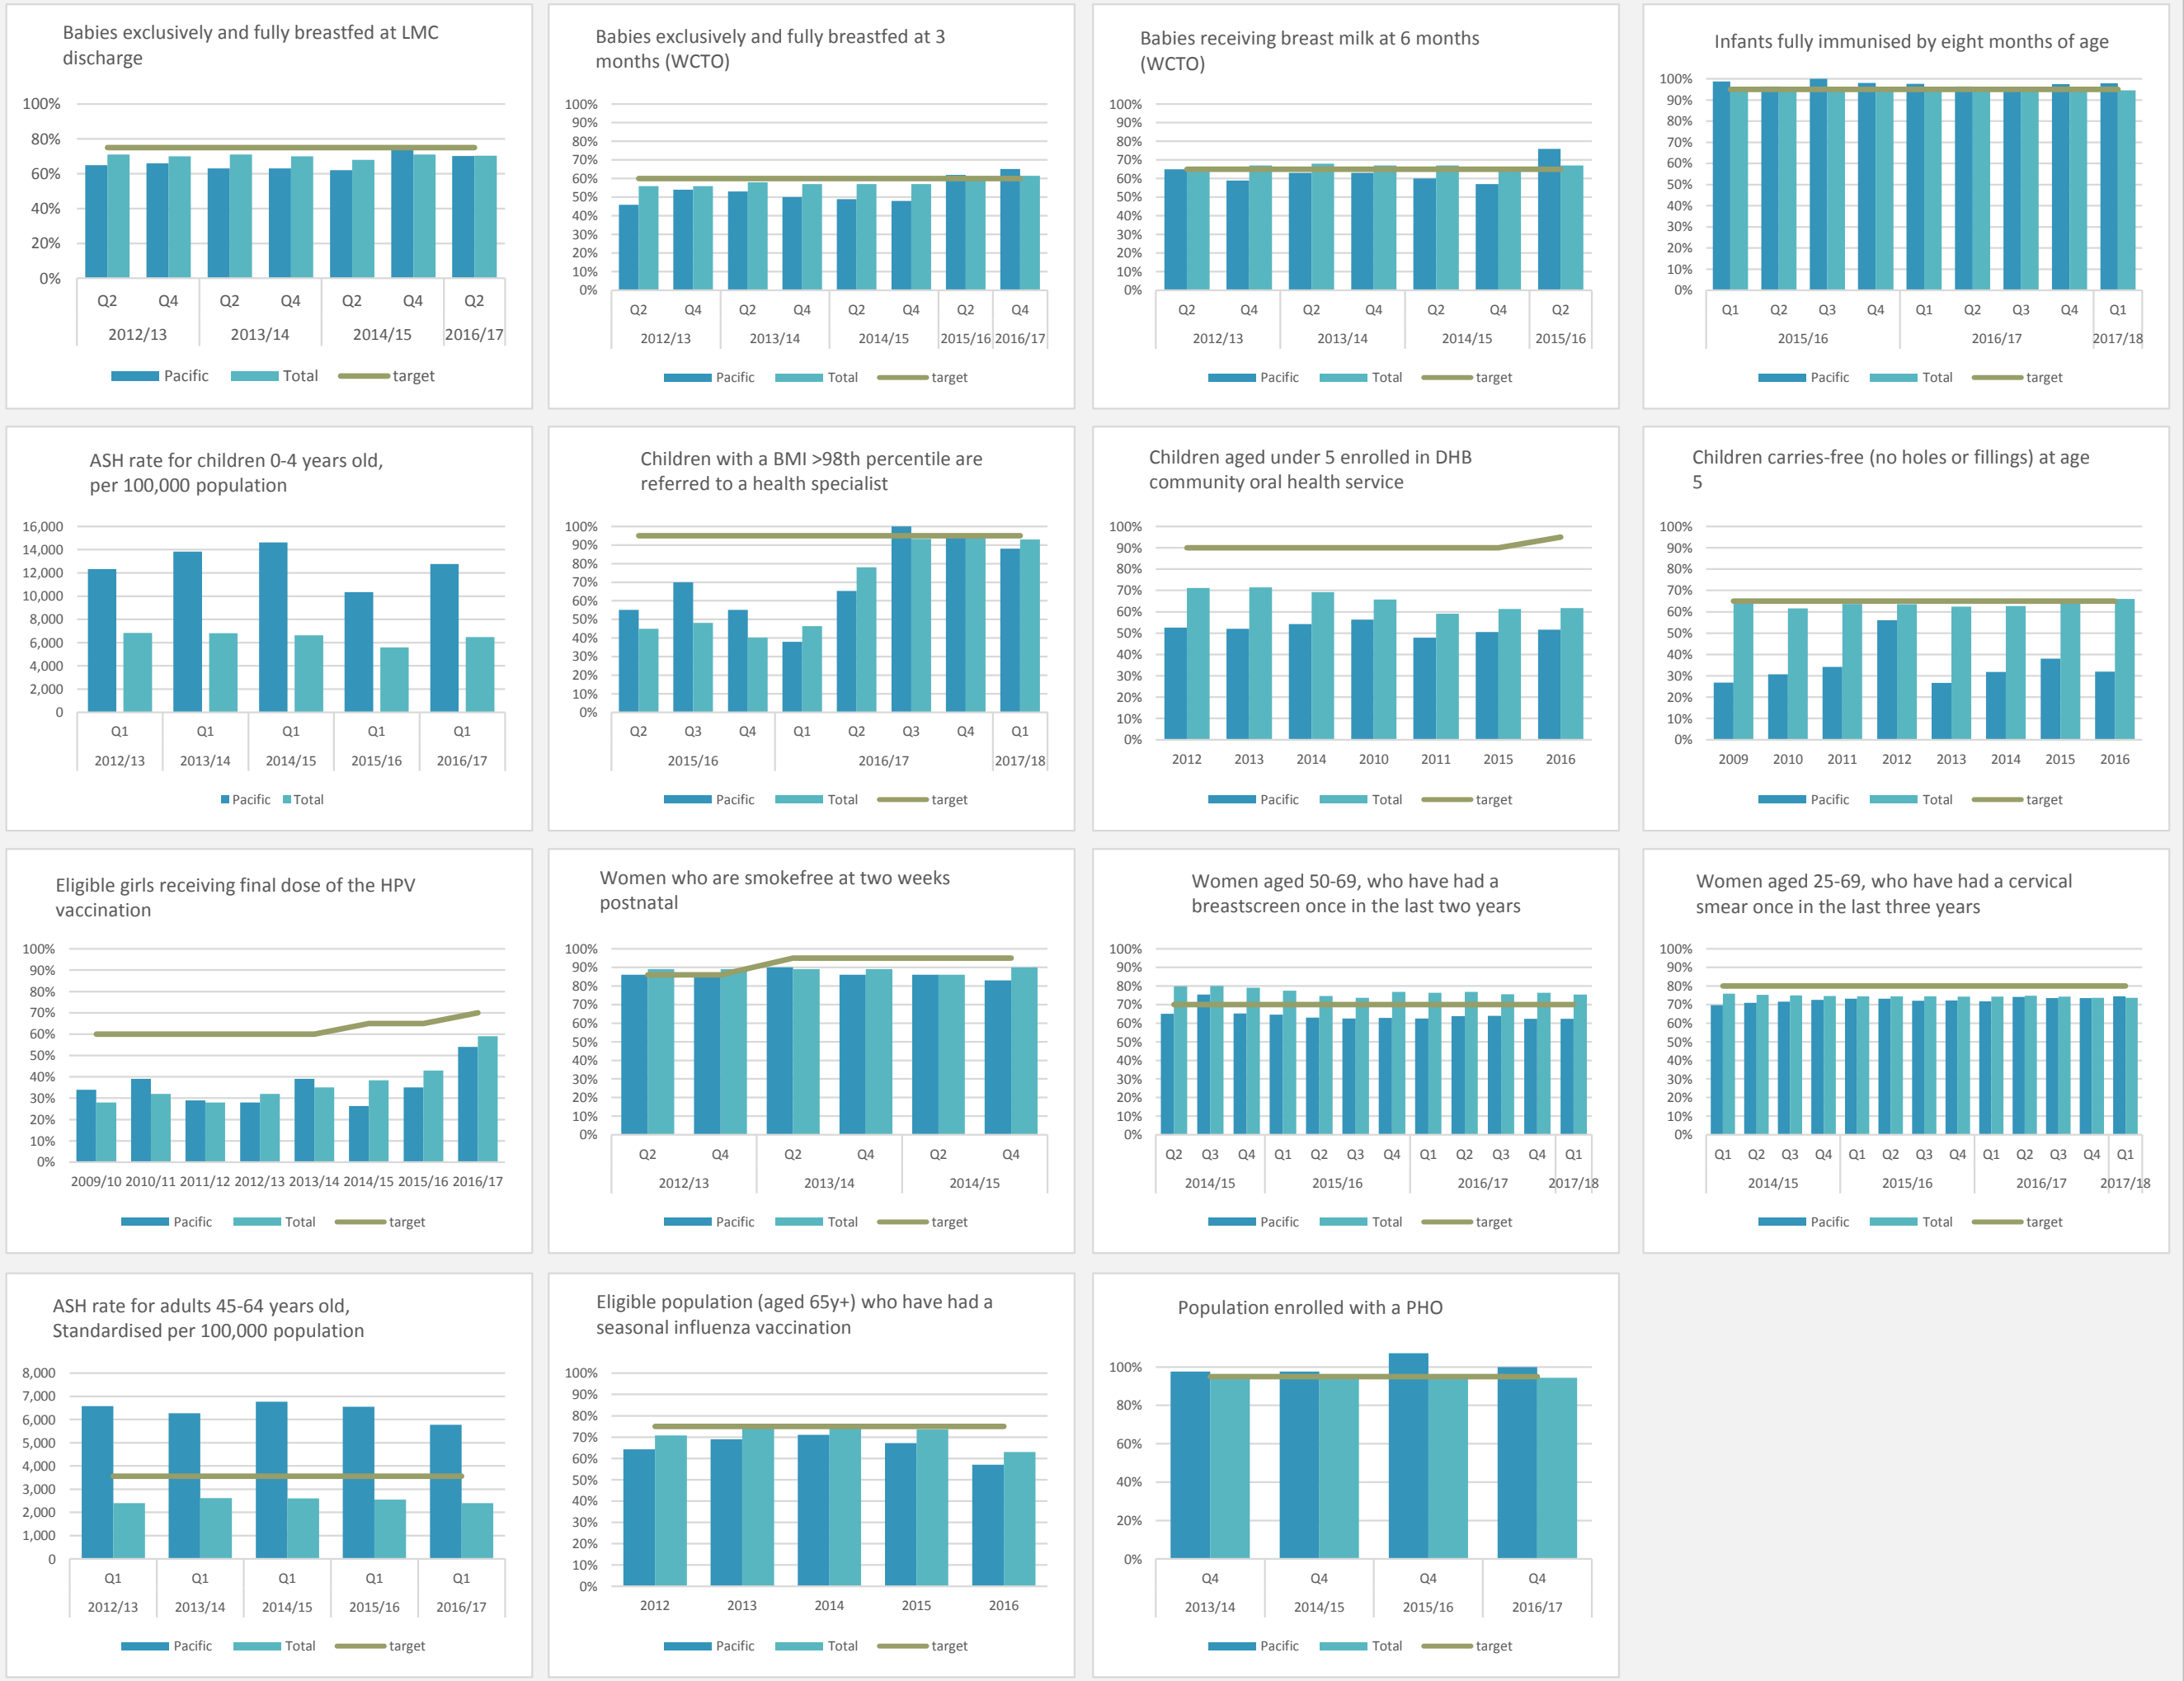 Babies exclusively and fully breastfed at LMC
discharge
100%
80%
60%
40%
20%
0%
Q2 Q4 Q2 Q4 Q2 Q4 Q2
2012/13 2013/14 2014/15 2016/17
Pacific Total target
Babies exclusively and fully breastfed at 3
months (WCTO)
100%
90%
80%
70%
60%
50%
40%
30%
20%
10%
0%
Q2 Q4 Q2 Q4 Q2 Q4 Q2 Q4
2012/13 2013/14 2014/15 2015/16 2016/17
Pacific Total target
Babies receiving breast milk at 6 months
(WCTO)
100%
90%
80%
70%
60%
50%
40%
30%
20%
10%
0%
Q2 Q4 Q2 Q4 Q2 Q4 Q2
2012/13 2013/14 2014/15 2015/16
Pacific Total target
Infants fully immunised by eight months of age
100%
90%
80%
70%
60%
50%
40%
30%
20%
10%
0%
Q1 Q2 Q3 Q4 Q1 Q2 Q3 Q4 Q1
2015/16 2016/17 2017/18
Pacific Total target
ASH rate for children 0-4 years old,
per 100,000 population
16,000
14,000
12,000
10,000
8,000
6,000
4,000
2,000
0
Q1 Q1 Q1 Q1 Q1
2012/13 2013/14 2014/15 2015/16 2016/17
Pacific Total
Children with a BMI >98th percentile are
referred to a health specialist
100%
90%
80%
70%
60%
50%
40%
30%
20%
10%
0%
Q2 Q3 Q4 Q1 Q2 Q3 Q4 Q1
2015/16 2016/17 2017/18
Pacific Total target
Children aged under 5 enrolled in DHB
community oral health service
100%
90%
80%
70%
60%
50%
40%
30%
20%
10%
0%
2012 2013 2014 2010 2011 2015 2016
Pacific Total target
Children carries-free (no holes or fillings) at age
5
100%
90%
80%
70%
60%
50%
40%
30%
20%
10%
0%
2009 2010 2011 2012 2013 2014 2015 2016
Pacific Total target
Eligible girls receiving final dose of the HPV
vaccination
100%
90%
80%
70%
60%
50%
40%
30%
20%
10%
0%
2009/10 2010/11 2011/12 2012/13 2013/14 2014/15 2015/16 2016/17
Pacific Total target
Women who are smokefree at two weeks
postnatal
100%
90%
80%
70%
60%
50%
40%
30%
20%
10%
0%
Q2 Q4 Q2 Q4 Q2 Q4
2012/13 2013/14 2014/15
Pacific Total target
Women aged 50-69, who have had a
breastscreen once in the last two years
100%
90%
80%
70%
60%
50%
40%
30%
20%
10%
0%
Q2 Q3 Q4 Q1 Q2 Q3 Q4 Q1 Q2 Q3 Q4 Q1
2014/15 2015/16 2016/17 2017/18
Pacific Total target
Women aged 25-69, who have had a cervical
smear once in the last three years
100%
90%
80%
70%
60%
50%
40%
30%
20%
10%
0%
Q1 Q2 Q3 Q4 Q1 Q2 Q3 Q4 Q1 Q2 Q3 Q4 Q1
2014/15 2015/16 2016/17 2017/18
Pacific Total target
ASH rate for adults 45-64 years old,
Standardised per 100,000 population
8,000
7,000
6,000
5,000
4,000
3,000
2,000
1,000
0
Q1 Q1 Q1 Q1 Q1
2012/13 2013/14 2014/15 2015/16 2016/17
Pacific Total target
Eligible population (aged 65y+) who have had a
seasonal influenza vaccination
100%
90%
80%
70%
60%
50%
40%
30%
20%
10%
0%
2012 2013 2014 2015 2016
Pacific Total target
Population enrolled with a PHO
100%
80%
60%
40%
20%
0%
Q4 Q4 Q4 Q4
2013/14 2014/15 2015/16 2016/17
Pacific Total target